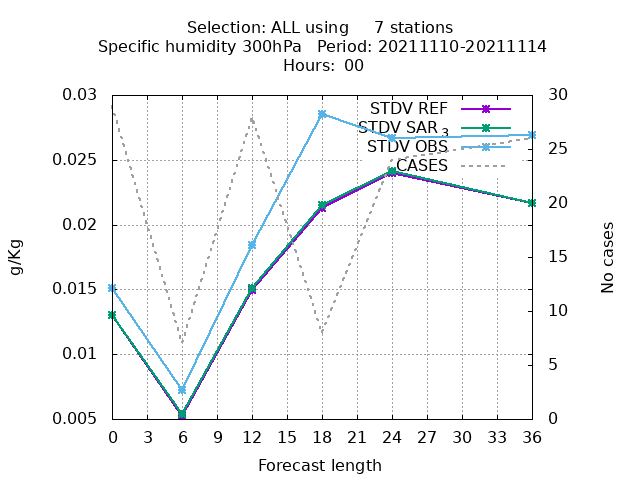 Selection: ALL using 7 stations
Specific humidity 300hPa Period: 20211110-20211114
Hours: 00
0.03
0.025
0.02
0.015
0.01
0.005
g/Kg
STDV REF
STDV SAR 3
STDV OBS
CASES
30
25
20
15
10
5
0
No cases
0 3 6 9 12 15 18 21 24 27 30 33 36
Forecast length